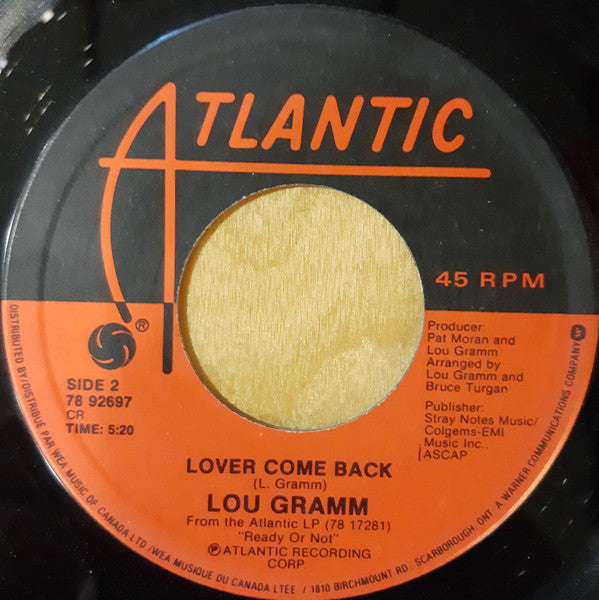 ATLANTIC
45 RPM
®
SIDE 2
78 92697
CR
TIME: 5:20
Producer:
Pat Moran and
Lou Gramm
Arranged by
Lou Gramm and
Bruce Turgan
Publisher:
Stray Notes Music/
Colgems-EMI
Music Inc.,
ASCAP
LOVER COME BACK
(L. Gramm)
LOU GRAMM
From the Atlantic LP (78 17281)
"Ready Or Not"
℗ ATLANTIC RECORDING
CORP.
DISTRIBUTED BY/DISTRIBUE PAR WEA MUSIC OF CANADA LTD/WEA MUSIQUE DU CANADA LTEE / 1810 BIRCHMOUNT RD., SCARBOROUGH, ONT A WARNER COMMUNICATIONS COMPANY